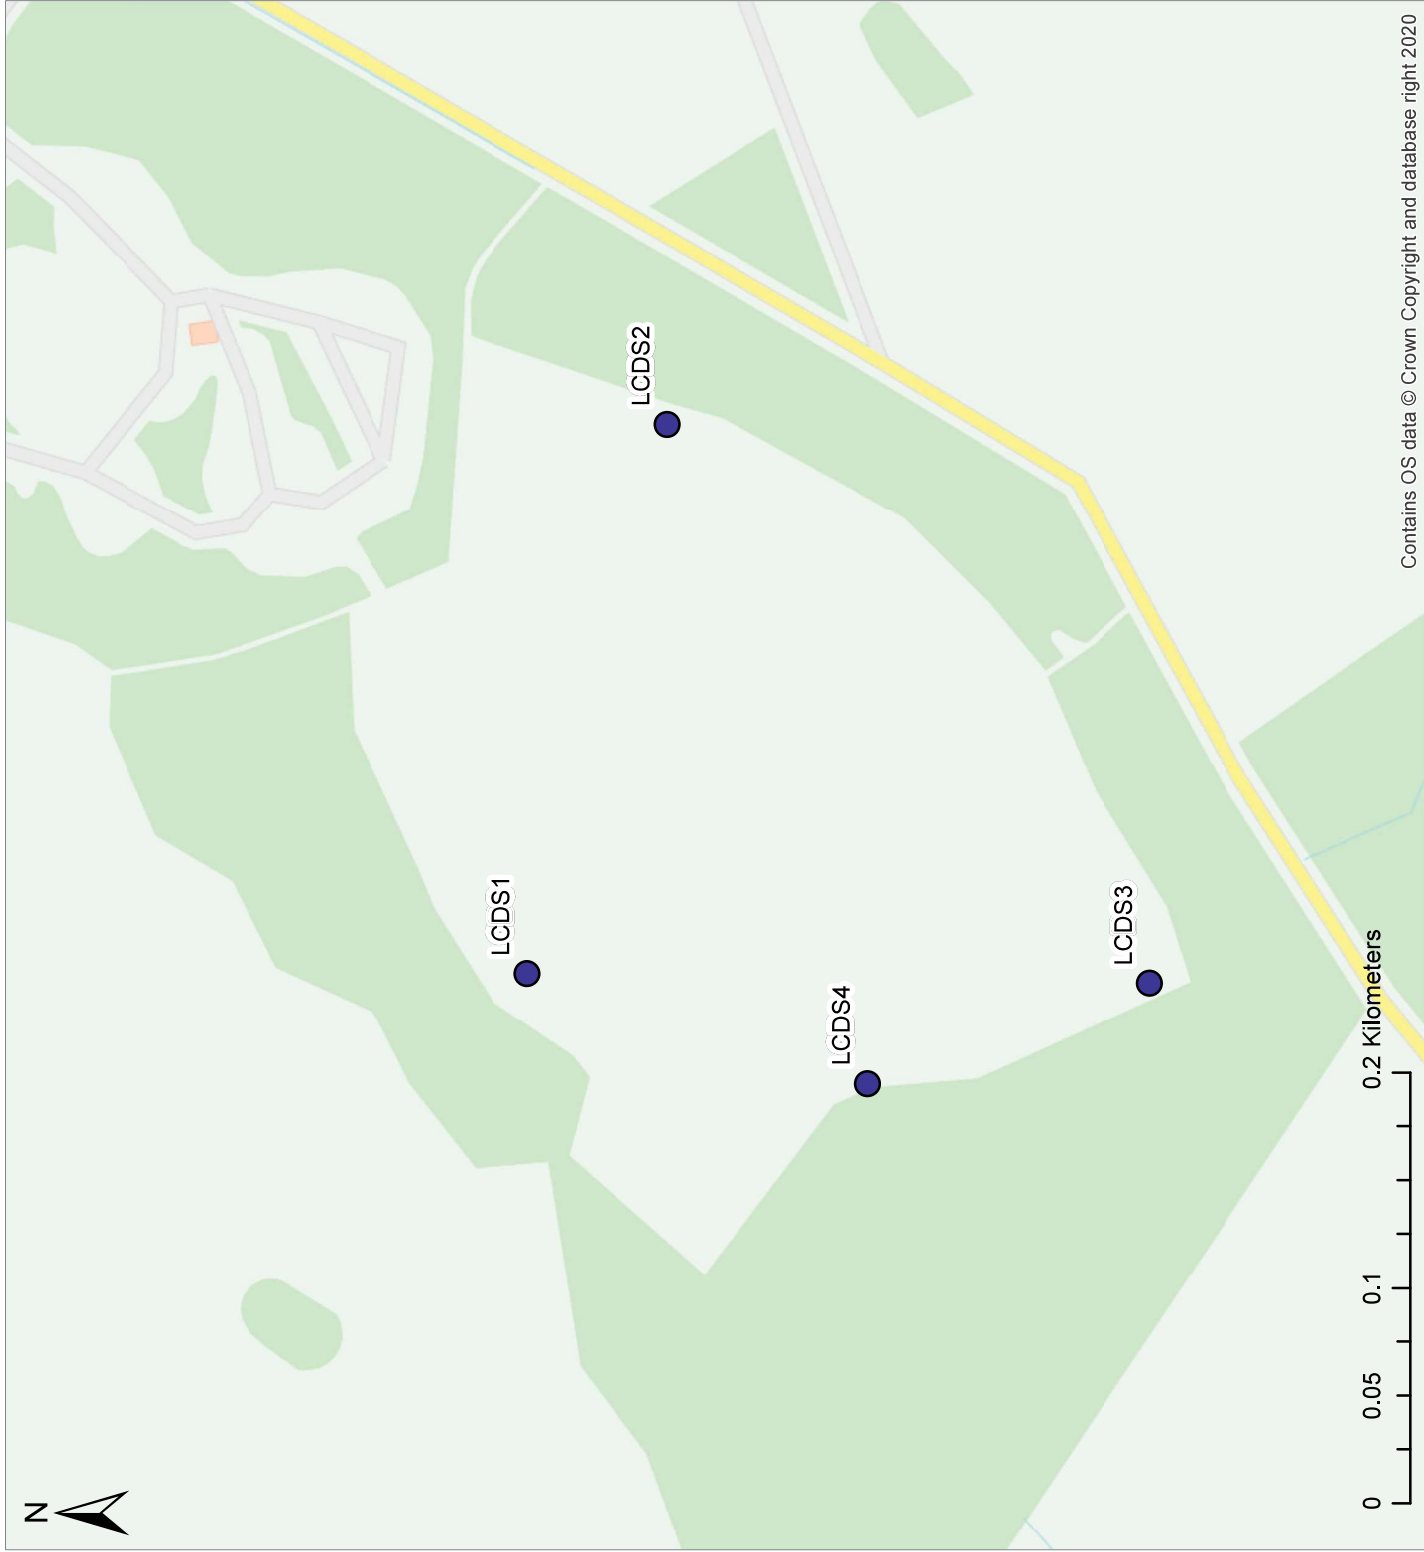 N
LCDS1
LCDS2
LCDS4
LCDS3
0 0.05 0.1 0.2 Kilometers
Contains OS data © Crown Copyright and database right 2020